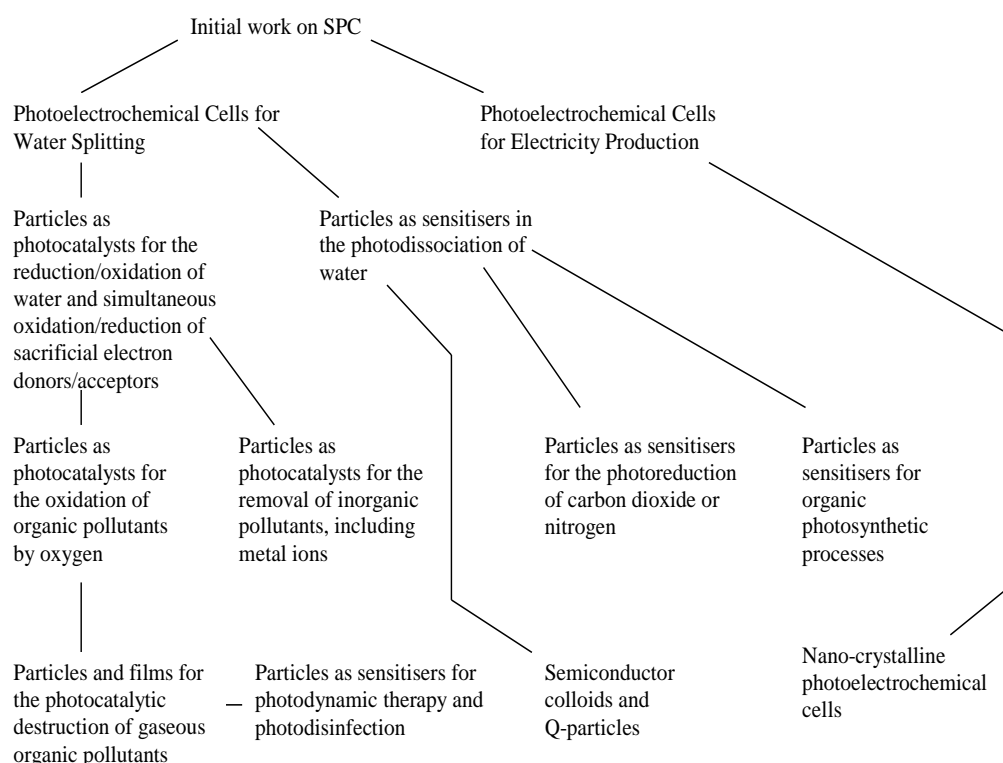 Initial work on SPC
Photoelectrochemical Cells for
Water Splitting
Photoelectrochemical Cells
for Electricity Production
Particles as
photocatalysts for the
reduction/oxidation of
water and simultaneous
oxidation/reduction of
sacrificial electron
donors/acceptors
Particles as sensitisers in
the photodissociation of
water
Particles as
photocatalysts for
the oxidation of
organic pollutants
by oxygen
Particles as
photocatalysts for the
removal of inorganic
pollutants, including
metal ions
Particles as sensitisers
for the photoreduction
of carbon dioxide or
nitrogen
Particles as
sensitisers for
organic
photosynthetic
processes
Particles and films for
the photocatalytic
destruction of gaseous
organic pollutants
Particles as sensitisers for
photodynamic therapy and
photodisinfection
Semiconductor
colloids and
Q-particles
Nano-crystalline
photoelectrochemical
cells